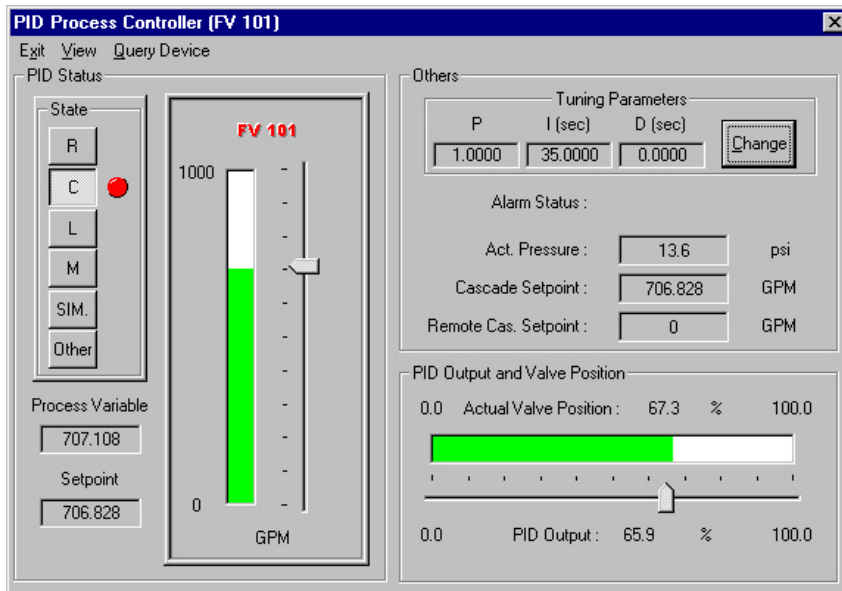 PID Process Controller (FV 101)
Exit View Query Device
PID Status
State
R
C
L
M
SIM.
Other
Process Variable
707.108
Setpoint
706.828
FV 101
1000
0
GPM
Others
Tuning Parameters
P I (sec) D (sec)
1.0000 35.0000 0.0000 Change
Alarm Status :
Act. Pressure : 13.6 psi
Cascade Setpoint : 706.828 GPM
Remote Cas. Setpoint : 0 GPM
PID Output and Valve Position
0.0 Actual Valve Position : 67.3 % 100.0
0.0 PID Output : 65.9 % 100.0